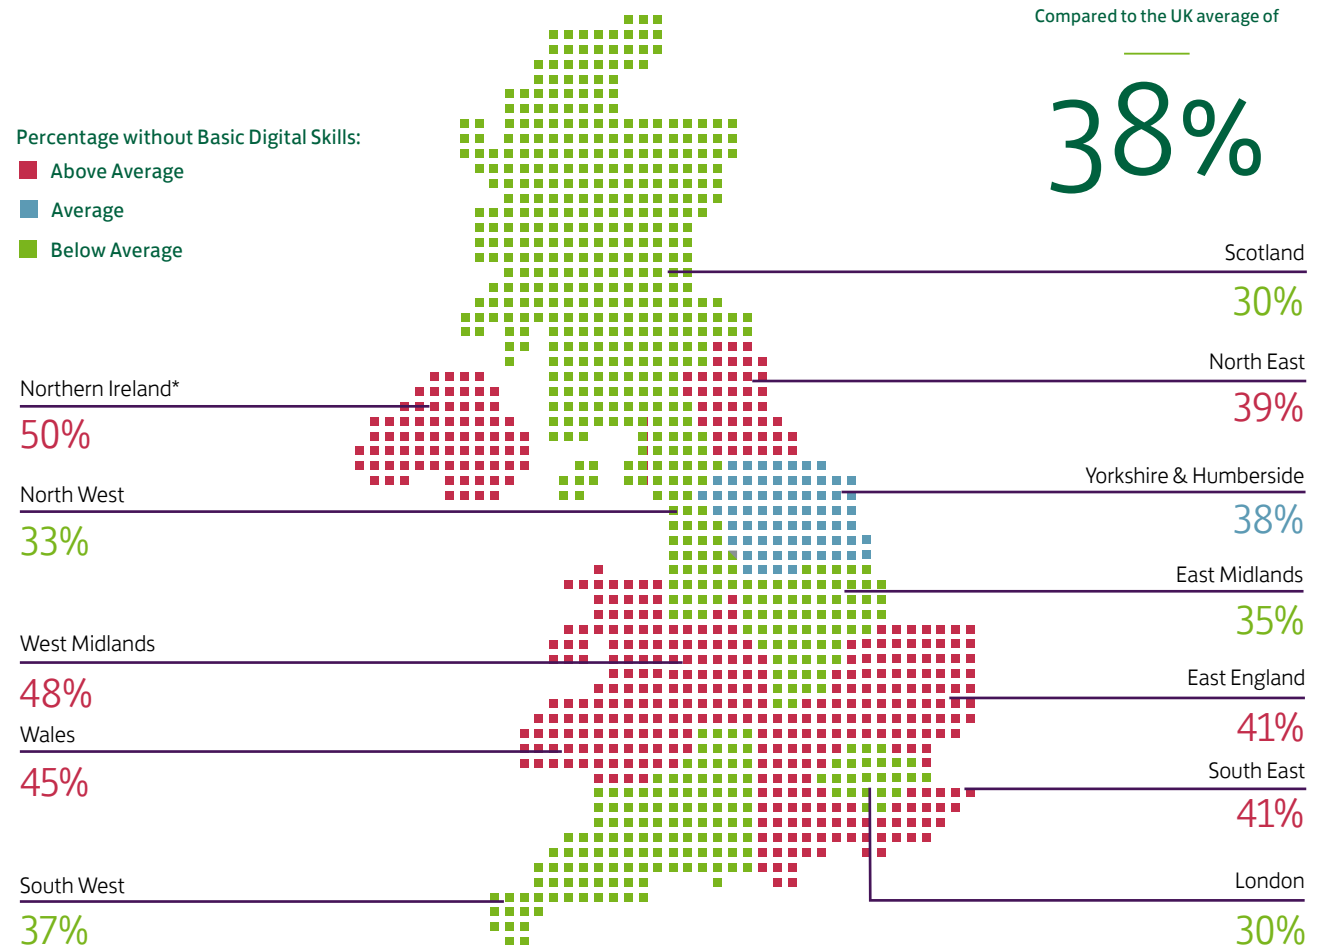 Compared to the UK average of
38%
Percentage without Basic Digital Skills:
Above Average
Average
Below Average
Scotland
30%
North East
39%
Northern Ireland*
50%
Yorkshire & Humberside
38%
North West
33%
East Midlands
35%
West Midlands
48%
East England
41%
Wales
45%
South East
41%
South West
37%
London
30%